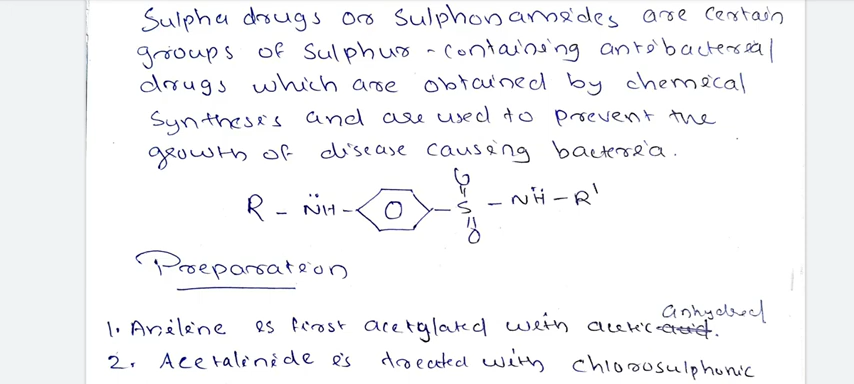 Sulpha drugs or Sulphonamides are certain
groups of Sulphur - containing antibacterial
drugs which are obtained by chemical
Synthesis and are used to prevent the
growth of disease causing bacteria.
O
R - NH - O - S - NH - R'
O
Preparation
anhydrid
1. Aniline is first acetylated with acetic acid.
2. Acetalinide is treated with chlorosulphonic